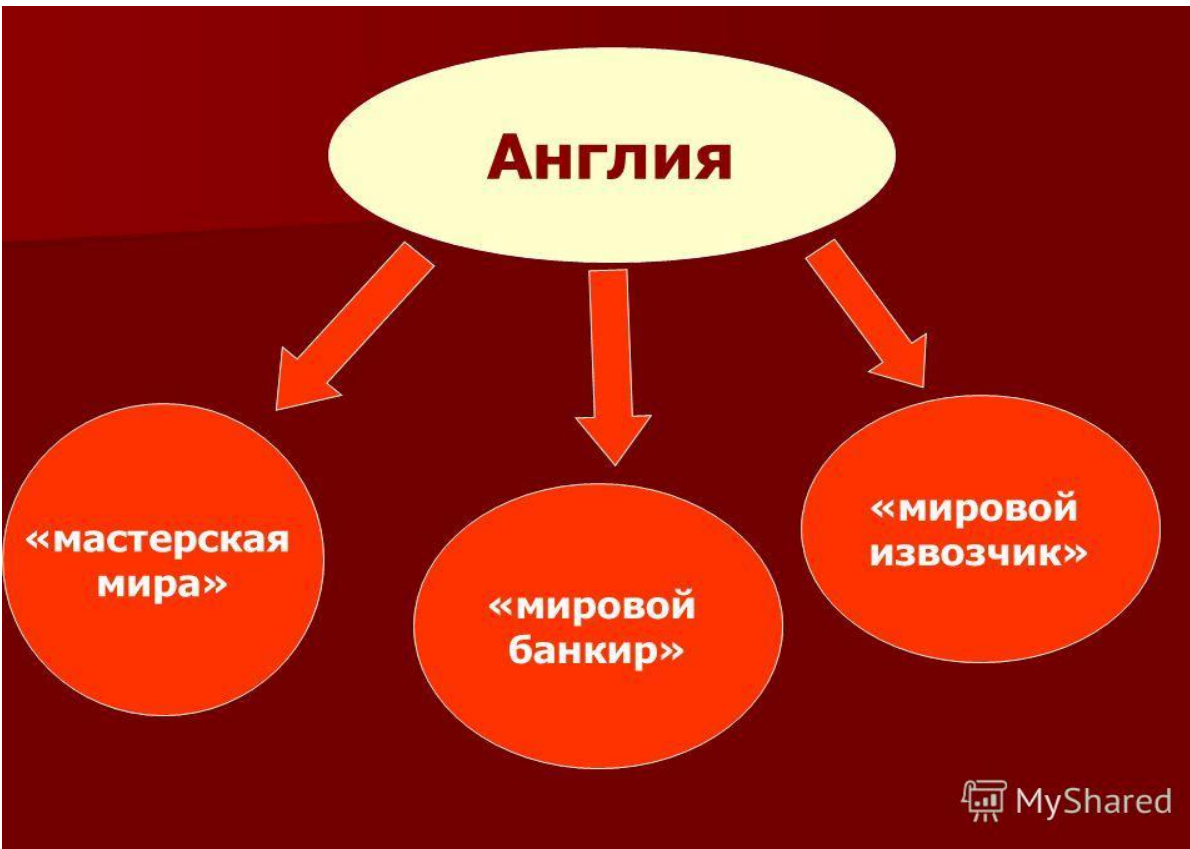 Англия
«мастерская
мира»
«мировой
банкир»
«мировой
извозчик»
MyShared